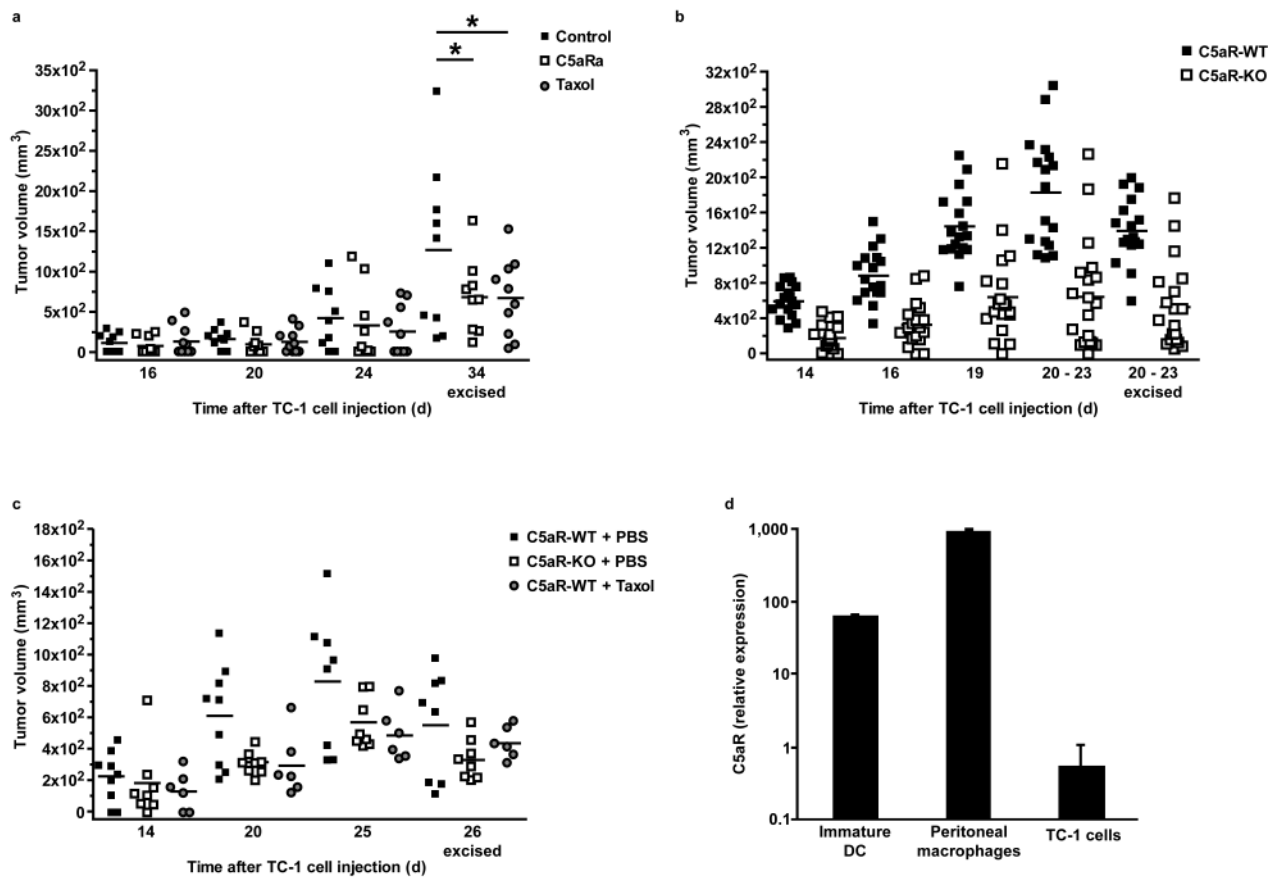 a
* *
Control
C5aRa
Taxol
Tumor volume (mm³)
35x10²
30x10²
25x10²
20x10²
15x10²
10x10²
5x10²
0
16 20 24 34
excised
Time after TC-1 cell injection (d)
b
C5aR-WT
C5aR-KO
Tumor volume (mm³)
32x10²
28x10²
24x10²
20x10²
16x10²
12x10²
8x10²
4x10²
0
14 16 19 20 - 23 20 - 23
excised
Time after TC-1 cell injection (d)
c
C5aR-WT + PBS
C5aR-KO + PBS
C5aR-WT + Taxol
Tumor volume (mm³)
18x10²
16x10²
14x10²
12x10²
10x10²
8x10²
6x10²
4x10²
2x10²
0
14 20 25 26
excised
Time after TC-1 cell injection (d)
d
C5aR (relative expression)
1,000
100
10
1
0.1
Immature Peritoneal TC-1 cells
DC macrophages